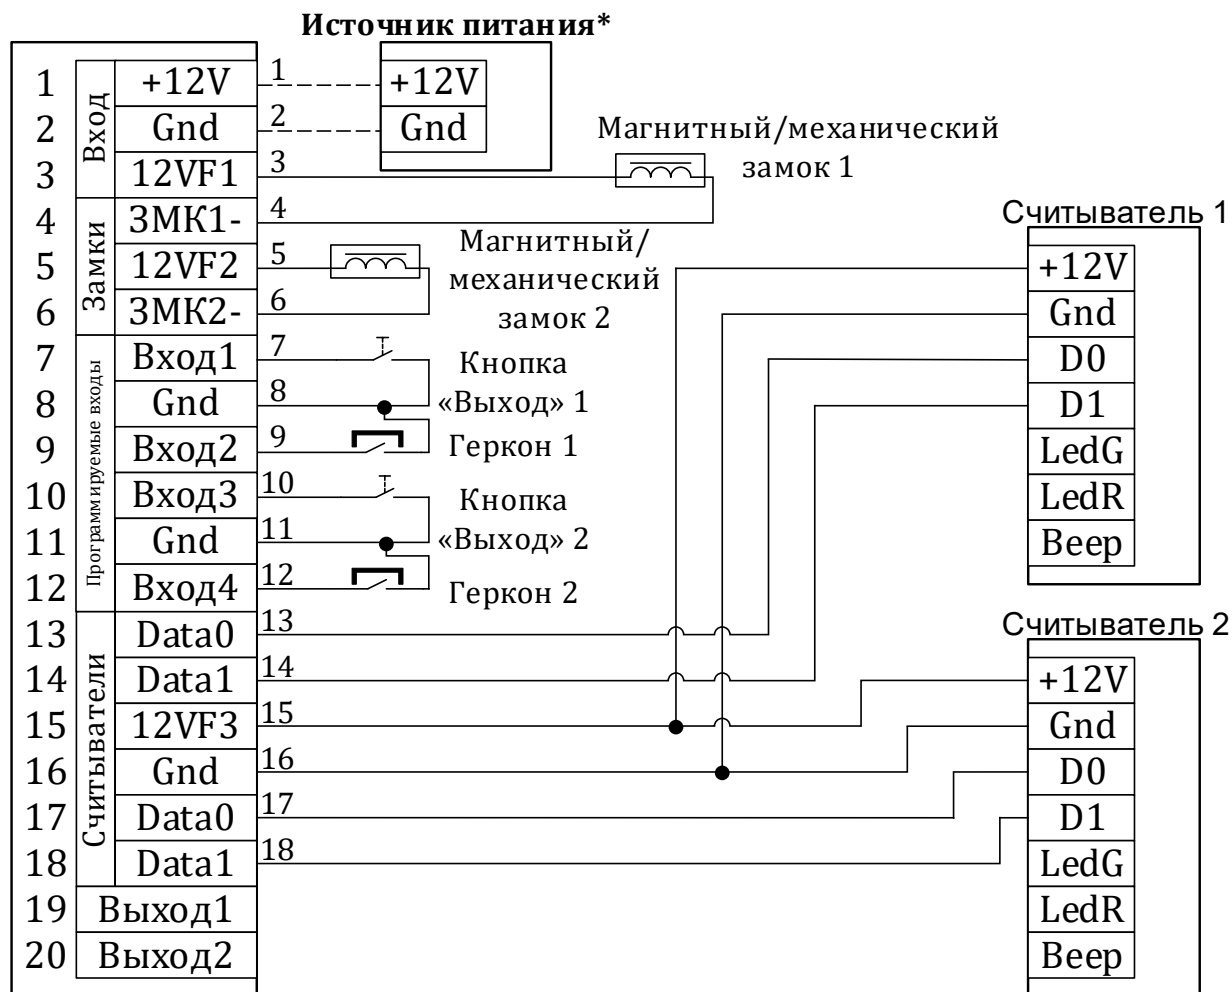 Источник питания*
1 +12V 1 +12V
2 Gnd 2 Gnd
3 12VF1 3
Вход
Магнитный/механический
замок 1
4 ЗМК1- 4
5 12VF2 5
6 ЗМК2- 6
Замки
Магнитный/
механический
замок 2
7 Вход1 7
8 Gnd 8
9 Вход2 9
10 Вход3 10
11 Gnd 11
12 Вход4 12
Программируемые входы
Кнопка
«Выход» 1
Геркон 1
Кнопка
«Выход» 2
Геркон 2
13 Data0 13
14 Data1 14
15 12VF3 15
16 Gnd 16
17 Data0 17
18 Data1 18
Считыватели
19 Выход1
20 Выход2
Считыватель 1
+12V
Gnd
D0
D1
LedG
LedR
Beep
Считыватель 2
+12V
Gnd
D0
D1
LedG
LedR
Beep